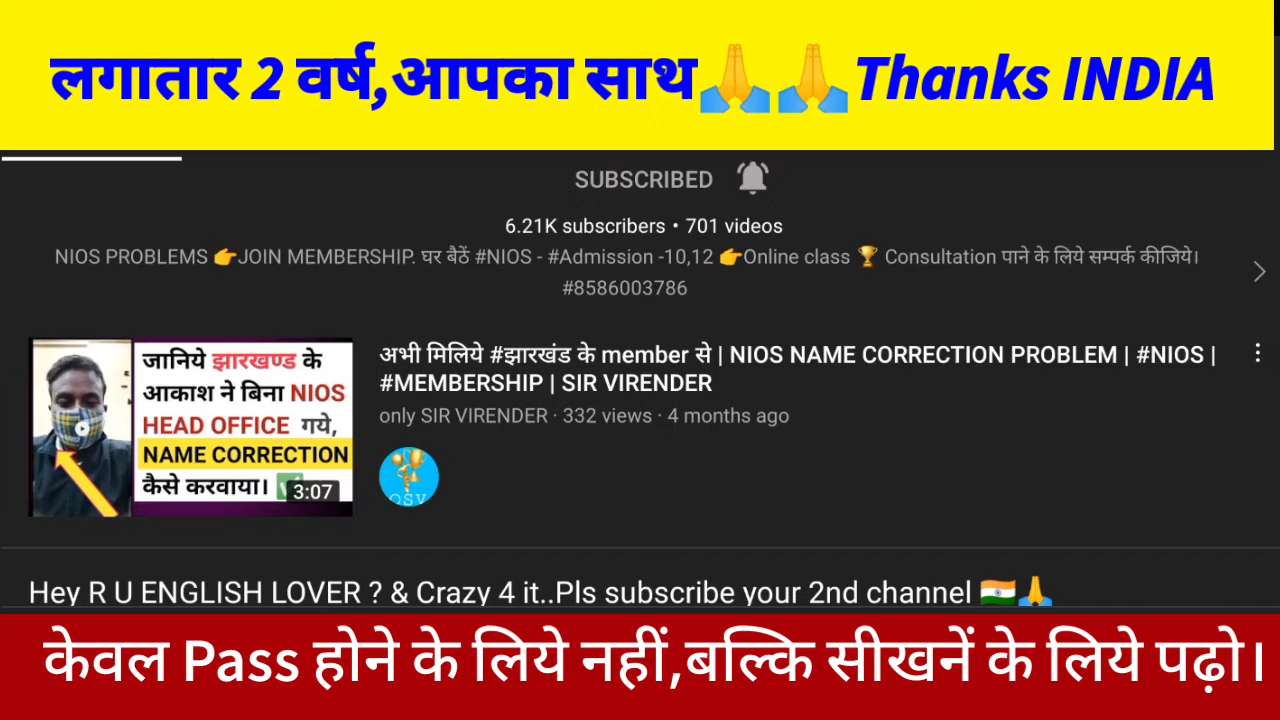 लगातार 2 वर्ष,आपका साथ🙏🙏Thanks INDIA
SUBSCRIBED
6.21K subscribers • 701 videos
NIOS PROBLEMS 👉JOIN MEMBERSHIP. घर बैठें #NIOS - #Admission -10,12 👉Online class 🏆 Consultation पाने के लिये सम्पर्क कीजिये।
#8586003786
जानिये झारखण्ड के
आकाश ने बिना NIOS
HEAD OFFICE गये,
NAME CORRECTION
कैसे करवाया। ✅
3:07
अभी मिलिये #झारखंड के member से | NIOS NAME CORRECTION PROBLEM | #NIOS |
#MEMBERSHIP | SIR VIRENDER
only SIR VIRENDER · 332 views · 4 months ago
OSV
Hey R U ENGLISH LOVER ? & Crazy 4 it..Pls subscribe your 2nd channel 🇮🇳🙏
केवल Pass होने के लिये नहीं,बल्कि सीखनें के लिये पढ़ो।